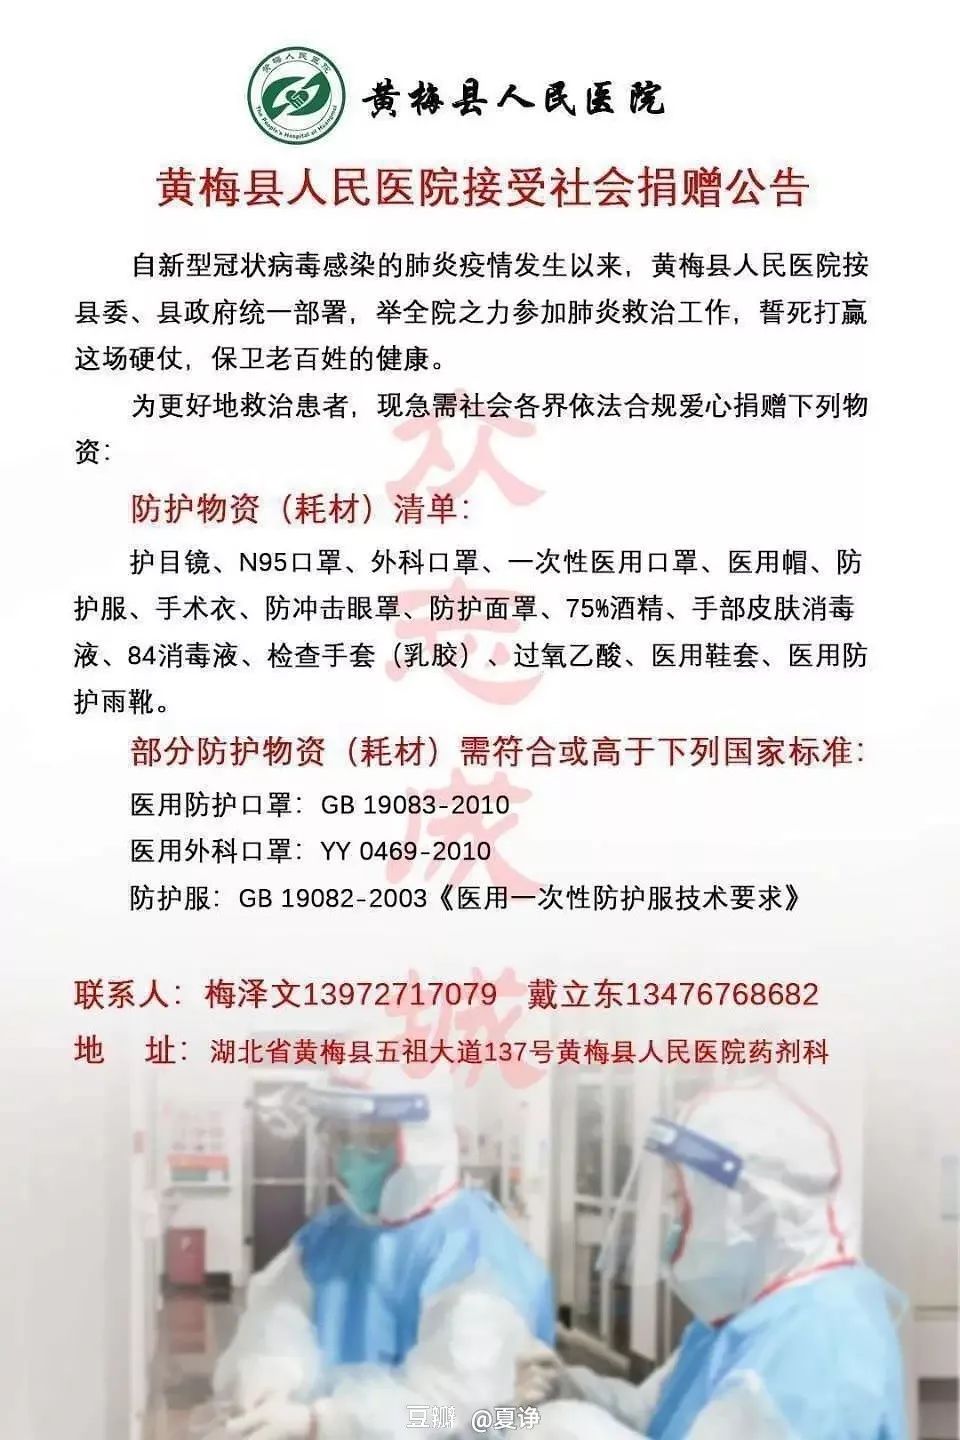 黄梅人民医院
The People's Hospital of Huangmei
黄梅县人民医院
黄梅县人民医院接受社会捐赠公告
自新型冠状病毒感染的肺炎疫情发生以来，黄梅县人民医院按
县委、县政府统一部署，举全院之力参加肺炎救治工作，誓死打赢
这场硬仗，保卫老百姓的健康。
为更好地救治患者，现急需社会各界依法合规爱心捐赠下列物
资：
防护物资（耗材）清单：
护目镜、N95口罩、外科口罩、一次性医用口罩、医用帽、防
护服、手术衣、防冲击眼罩、防护面罩、75%酒精、手部皮肤消毒
液、84消毒液、检查手套（乳胶）、过氧乙酸、医用鞋套、医用防
护雨靴。
部分防护物资（耗材）需符合或高于下列国家标准：
医用防护口罩：GB 19083-2010
医用外科口罩：YY 0469-2010
防护服：GB 19082-2003《医用一次性防护服技术要求》
联系人：梅泽文13972717079 戴立东13476768682
地 址：湖北省黄梅县五祖大道137号黄梅县人民医院药剂科
众
志
成
城
豆瓣 @夏诤